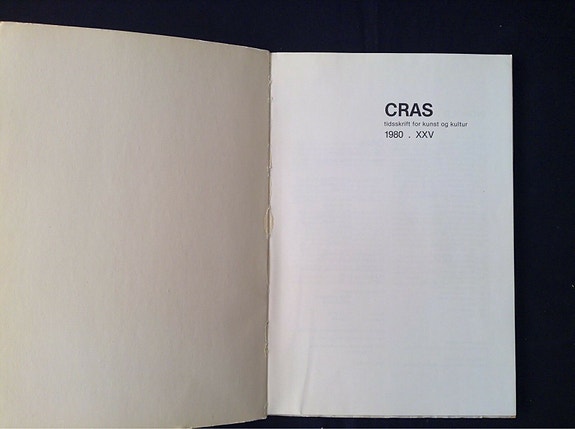 CRAS
tidsskrift for kunst og kultur
1980 . XXV